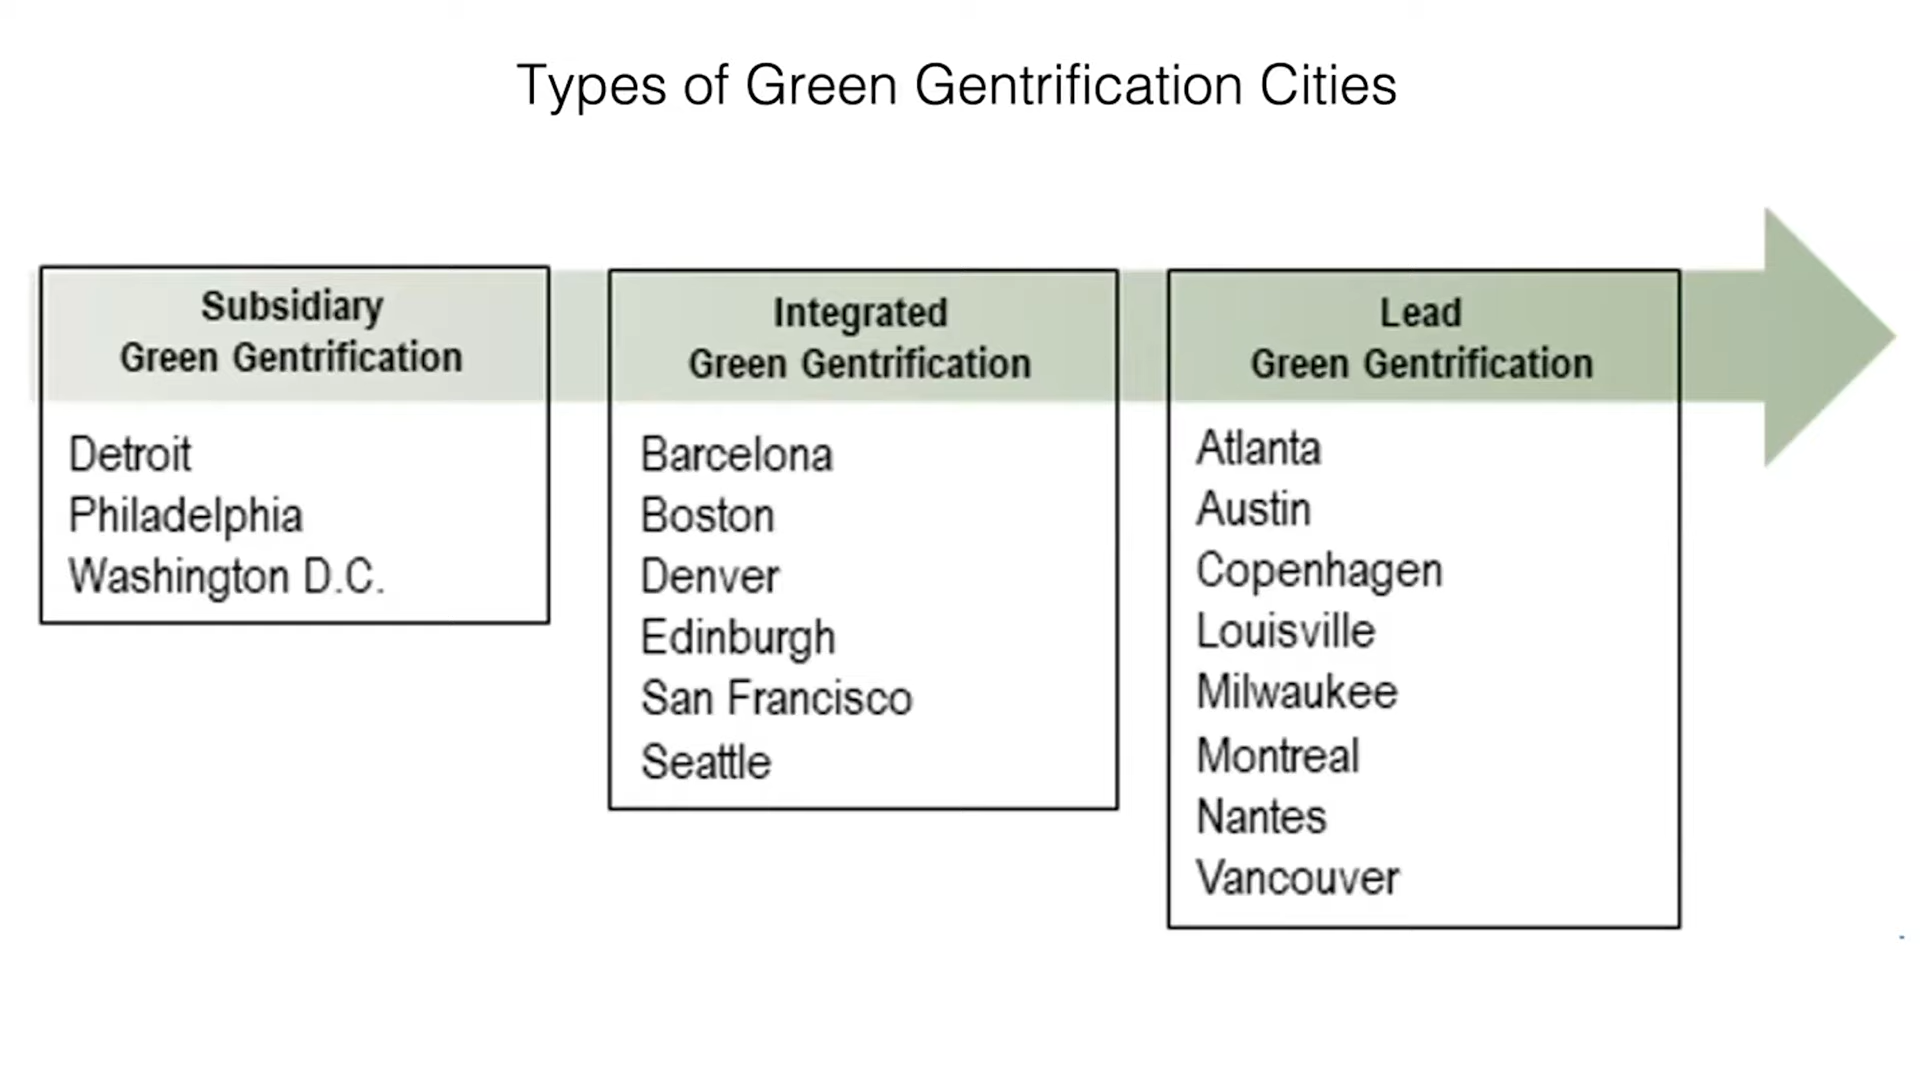 Types of Green Gentrification Cities
Subsidiary
Green Gentrification
Detroit
Philadelphia
Washington D.C.
Integrated
Green Gentrification
Barcelona
Boston
Denver
Edinburgh
San Francisco
Seattle
Lead
Green Gentrification
Atlanta
Austin
Copenhagen
Louisville
Milwaukee
Montreal
Nantes
Vancouver